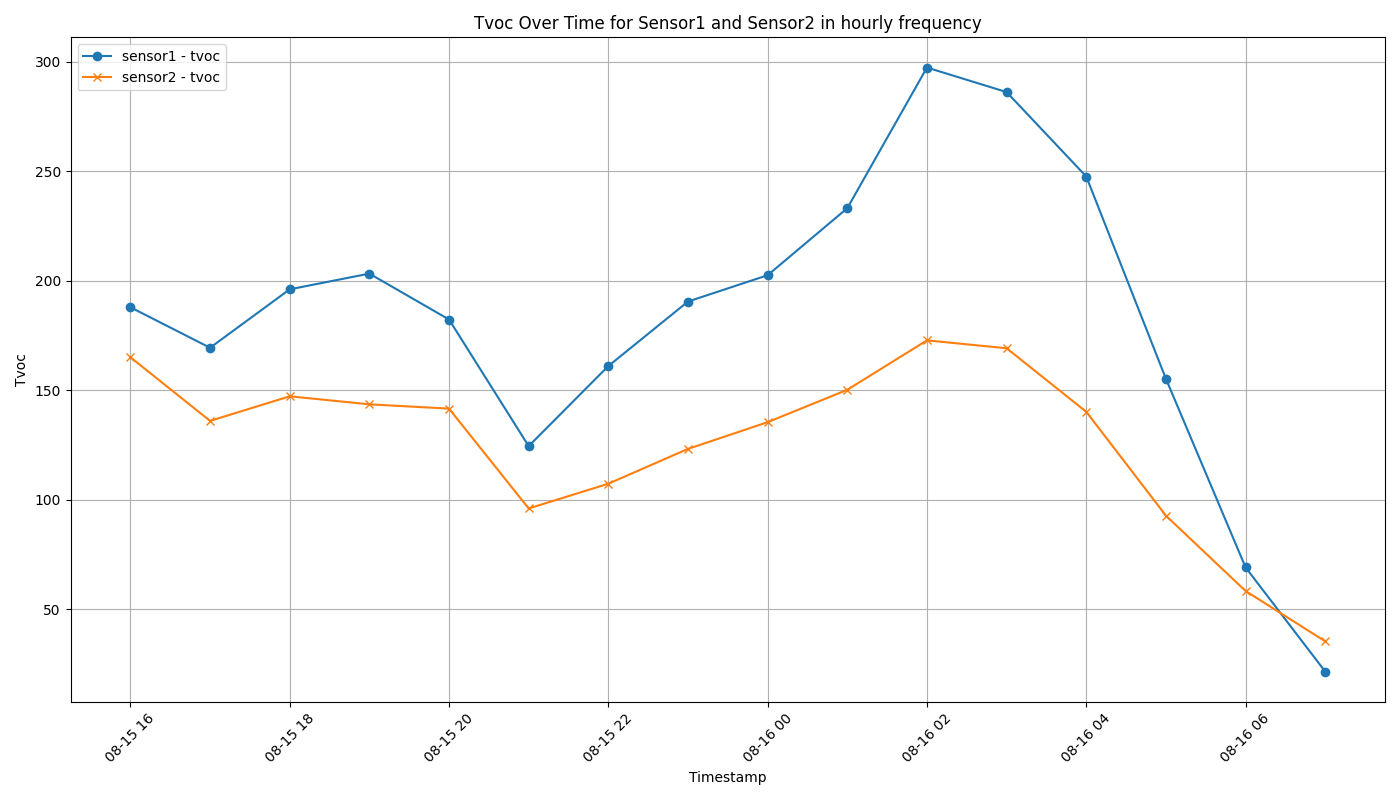 Tvoc Over Time for Sensor1 and Sensor2 in hourly frequency
sensor1 - tvoc
sensor2 - tvoc
300
250
200
150
100
50
Tvoc
08-15 16
08-15 18
08-15 20
08-15 22
08-16 00
08-16 02
08-16 04
08-16 06
Timestamp